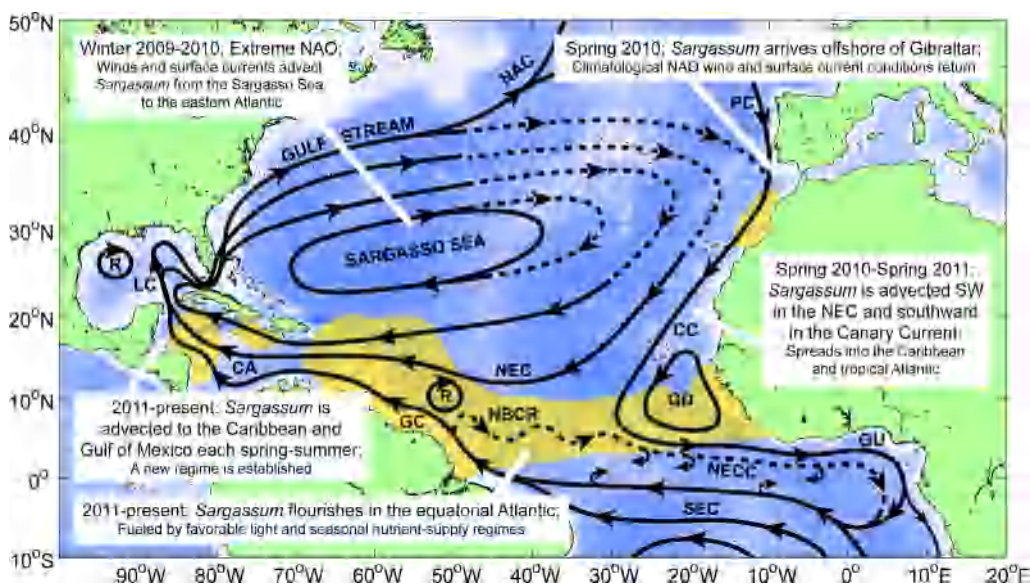 50°N
Winter 2009-2010: Extreme NAO;
Winds and surface currents advect
Sargassum from the Sargasso Sea
to the eastern Atlantic
Spring 2010: Sargassum arrives offshore of Gibraltar;
Climatological NAO wind and surface current conditions return
NAC
PC
40°N
GULF STREAM
30°N
SARGASSO SEA
R
LC
Spring 2010-Spring 2011:
Sargassum is advected SW
in the NEC and southward
in the Canary Current;
Spreads into the Caribbean
and tropical Atlantic
20°N
CC
CA
NEC
10°N
R
GD
2011-present: Sargassum is
advected to the Caribbean and
Gulf of Mexico each spring-summer;
A new regime is established
GC
NBCR
GU
NECC
0°
SEC
2011-present: Sargassum flourishes in the equatorial Atlantic;
Fueled by favorable light and seasonal nutrient-supply regimes
10°S
90°W 80°W 70°W 60°W 50°W 40°W 30°W 20°W 10°W 0° 10°E 20°E